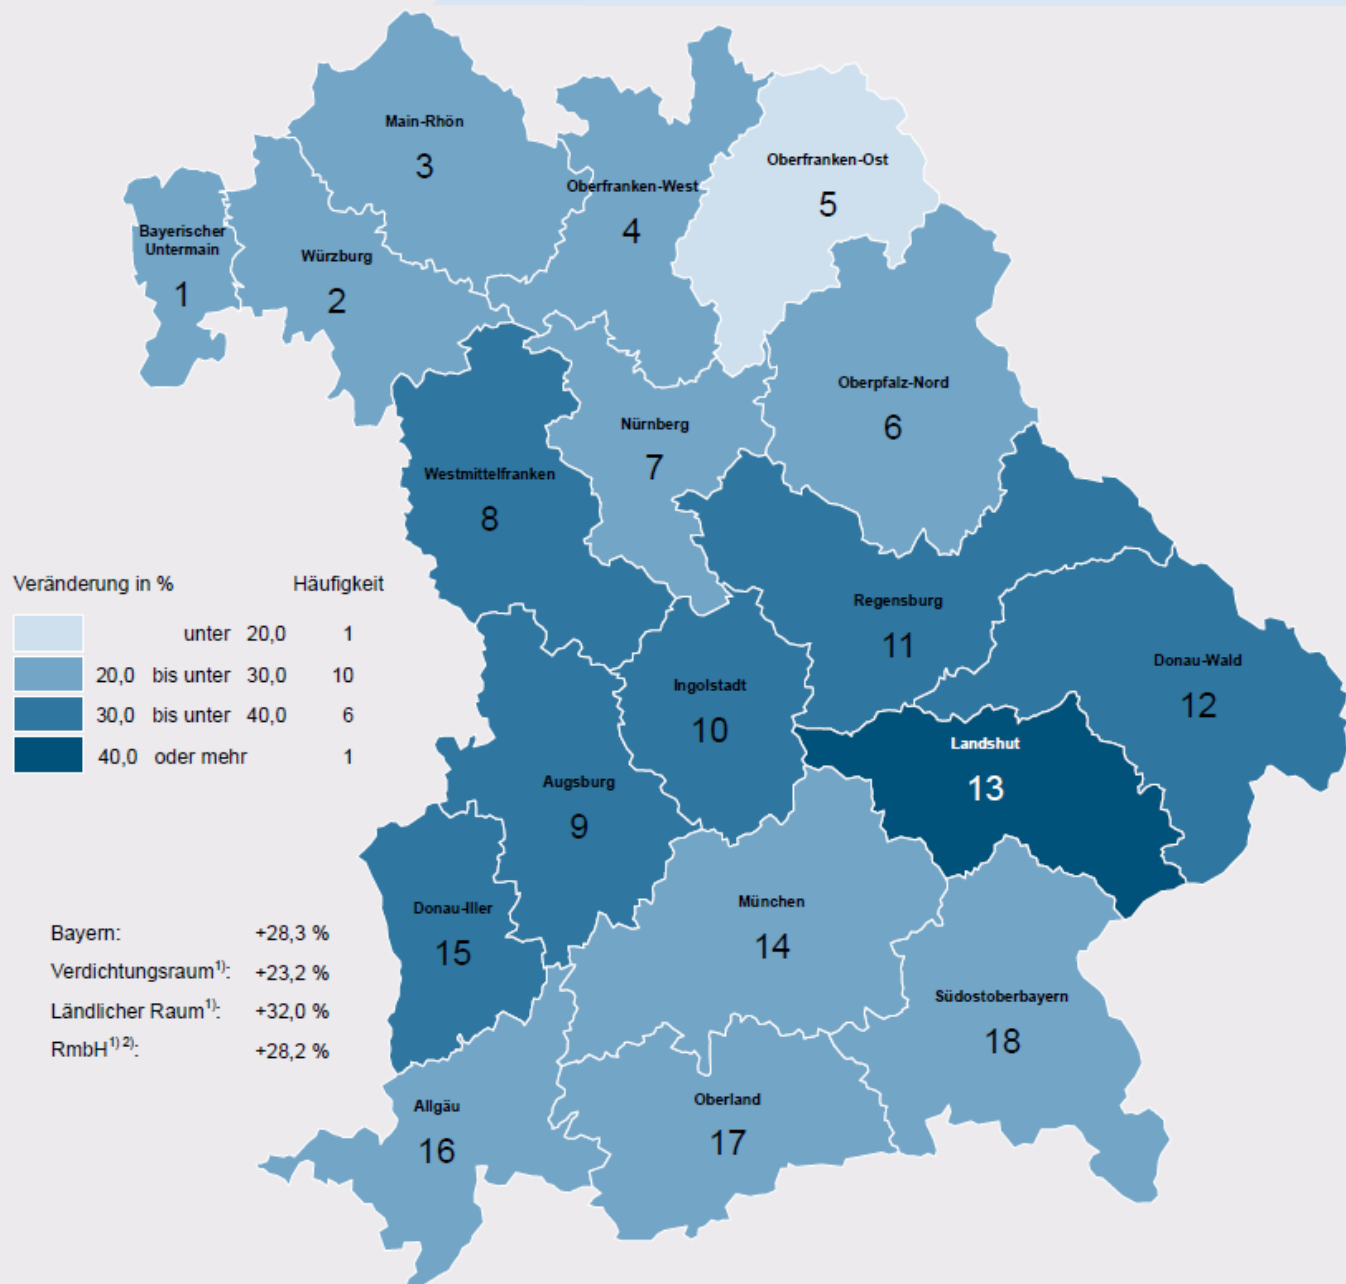 Main-Rhön
3
Oberfranken-Ost
5
Oberfranken-West
4
Bayerischer
Untermain
1
Würzburg
2
Oberpfalz-Nord
6
Nürnberg
7
Westmittelfranken
8
Veränderung in % Häufigkeit
unter 20,0 1
20,0 bis unter 30,0 10
30,0 bis unter 40,0 6
40,0 oder mehr 1
Regensburg
11
Donau-Wald
12
Ingolstadt
10
Landshut
13
Augsburg
9
Donau-Iller
15
München
14
Bayern: +28,3 %
Verdichtungsraum1): +23,2 %
Ländlicher Raum1): +32,0 %
RmbH1) 2): +28,2 %
Südostoberbayern
18
Allgäu
16
Oberland
17